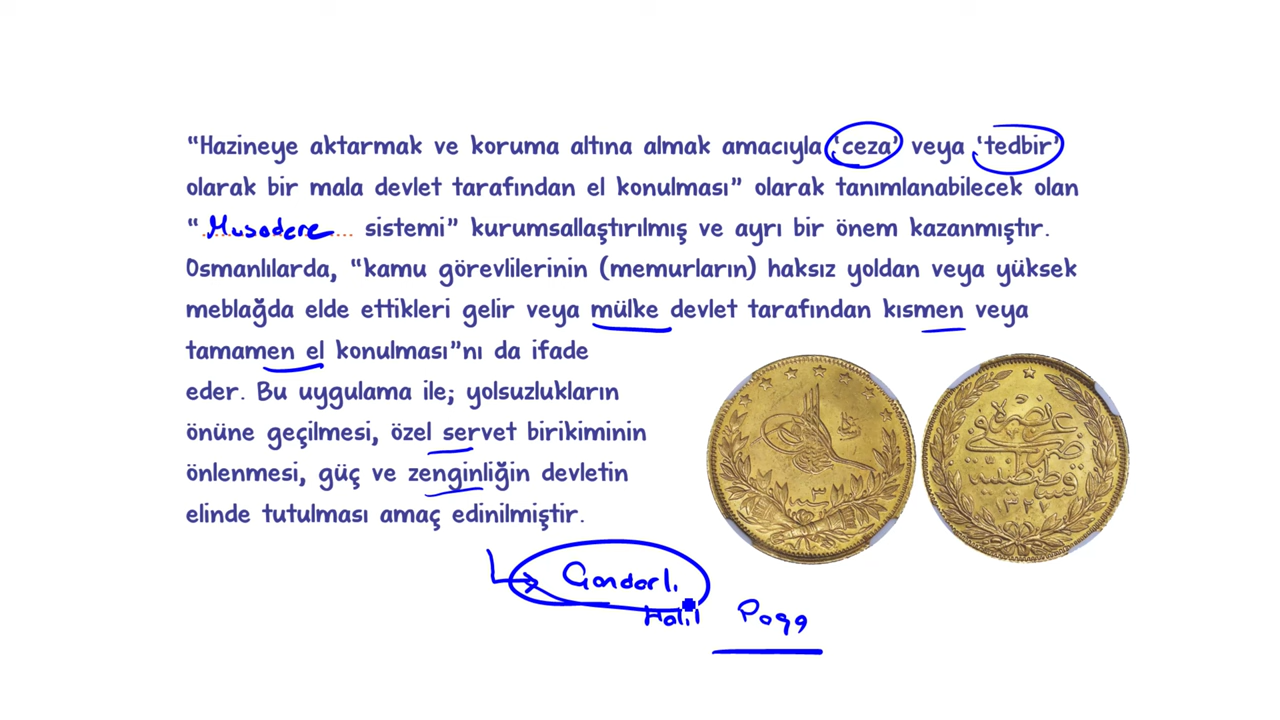 “Hazineye aktarmak ve koruma altına almak amacıyla ‘ceza’ veya ‘tedbir’
olarak bir mala devlet tarafından el konulması” olarak tanımlanabilecek olan
“Musadere... sistemi” kurumsallaştırılmış ve ayrı bir önem kazanmıştır.
Osmanlılarda, “kamu görevlilerinin (memurların) haksız yoldan veya yüksek
meblağda elde ettikleri gelir veya mülke devlet tarafından kısmen veya
tamamen el konulması”nı da ifade
eder. Bu uygulama ile; yolsuzlukların
önüne geçilmesi, özel servet birikiminin
önlenmesi, güç ve zenginliğin devletin
elinde tutulması amaç edinilmiştir.
Çandarlı
Halil Paşa